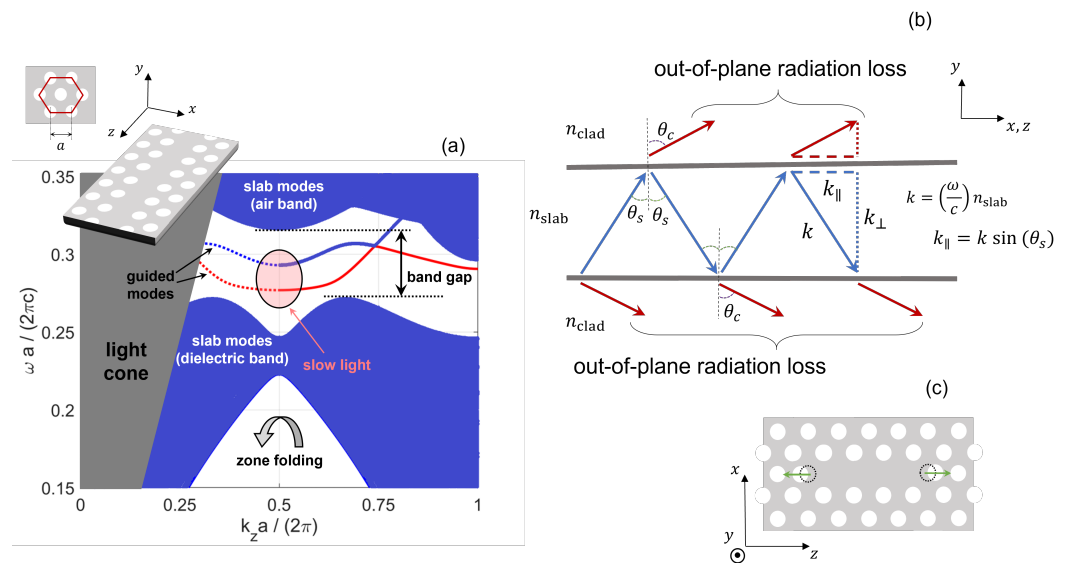 (b)
y
x
z
a
(a)
out-of-plane radiation loss
y
x, z
n_clad
θ_c
n_slab
θ_s θ_s
k_∥
k
k_⊥
k = (ω/c) n_slab
k_∥ = k sin (θ_s)
θ_c
n_clad
out-of-plane radiation loss
0.35
0.3
0.25
0.2
0.15
ω a / (2πc)
slab modes
(air band)
guided
modes
band gap
slab modes
(dielectric band)
slow light
light
cone
zone folding
0
0.25
0.5
0.75
1
k_z a / (2π)
(c)
x
y
z